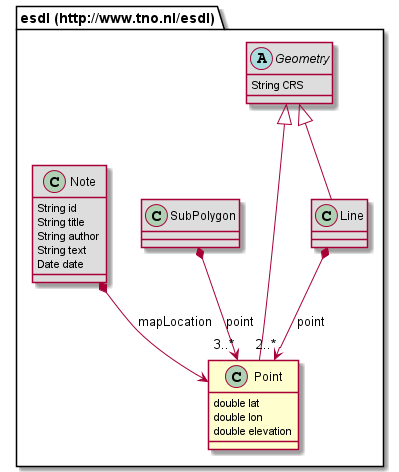 esdl (http://www.tno.nl/esdl)
A Geometry
String CRS
C Note
String id
String title
String author
String text
Date date
C SubPolygon
C Line
mapLocation
point
point
3..*
2..*
C Point
double lat
double lon
double elevation